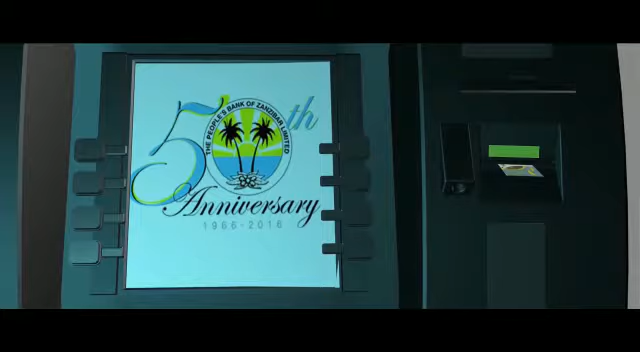 50th
THE PEOPLE'S BANK OF ZANZIBAR LIMITED
Anniversary
1966-2016